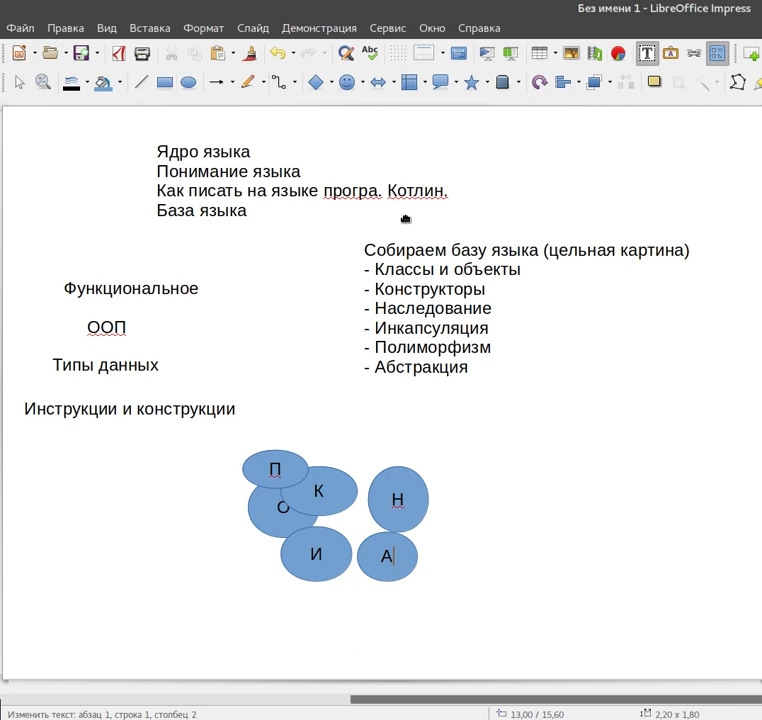 Без имени 1 - LibreOffice Impress
Файл Правка Вид Вставка Формат Слайд Демонстрация Сервис Окно Справка
Ядро языка
Понимание языка
Как писать на языке програ. Котлин.
База языка
Собираем базу языка (цельная картина)
- Классы и объекты
- Конструкторы
- Наследование
- Инкапсуляция
- Полиморфизм
- Абстракция
Функциональное
ООП
Типы данных
Инструкции и конструкции
П
К
О
Н
И
А
Изменить текст: абзац 1, строка 1, столбец 2 13,00 / 15,60 2,20 x 1,80